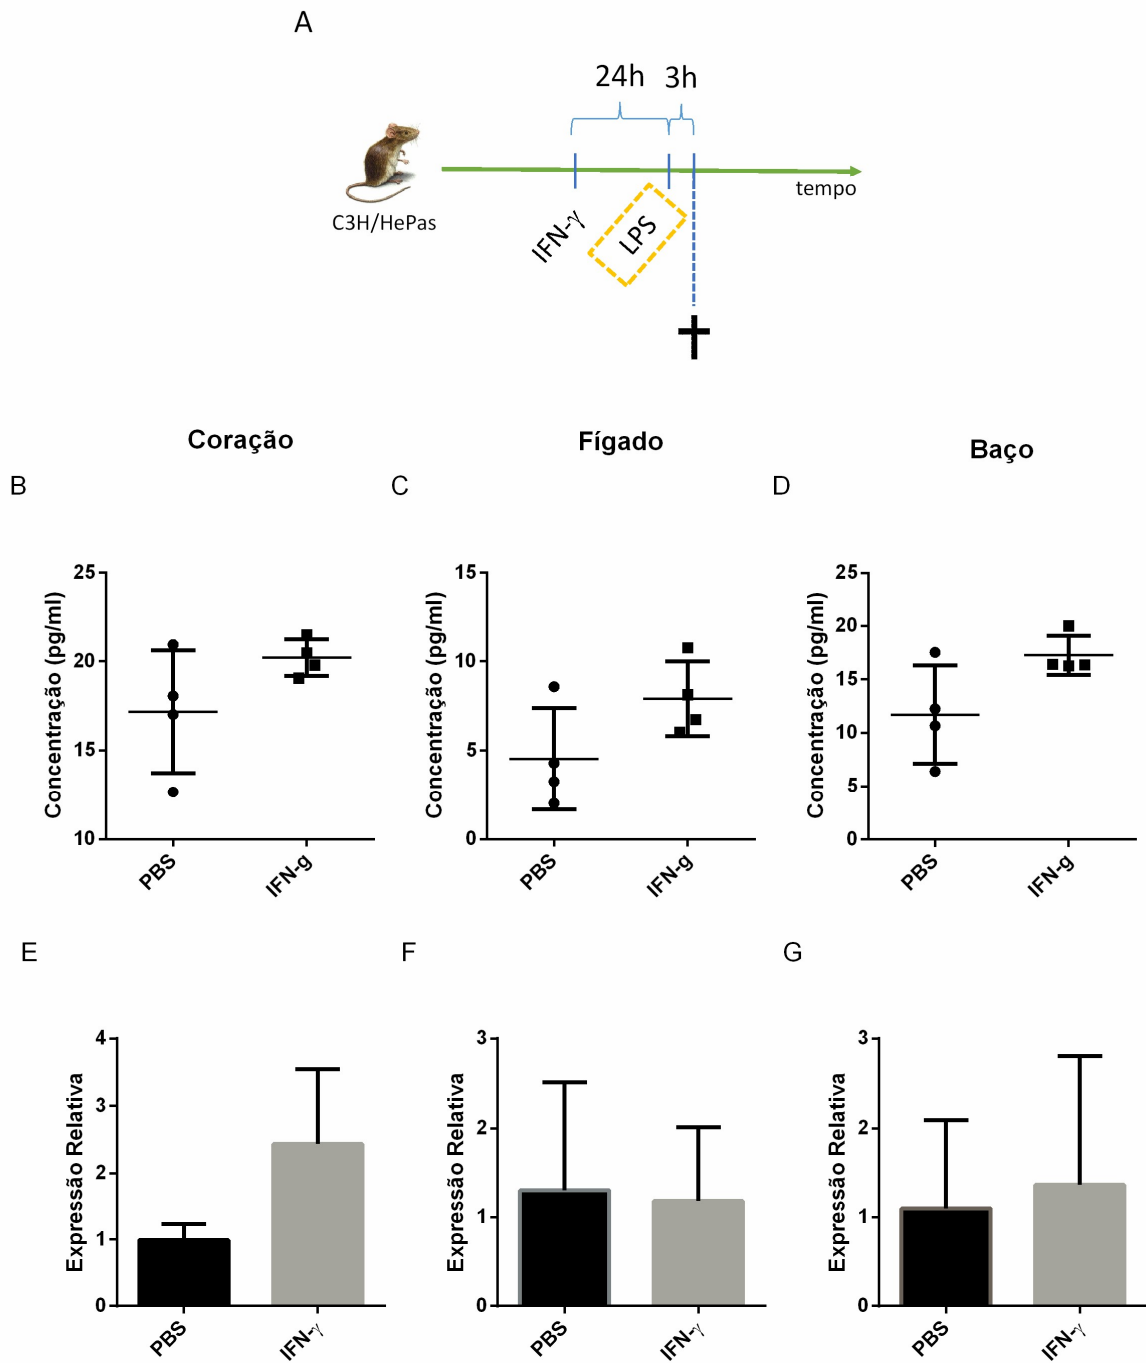 A
24h 3h
tempo
C3H/HePas
IFN-γ
LPS
Coração
Fígado
Baço
B
C
D
Concentração (pg/ml)
25
20
15
10
PBS
IFN-g
Concentração (pg/ml)
15
10
5
0
PBS
IFN-g
Concentração (pg/ml)
25
20
15
10
5
0
PBS
IFN-g
E
F
G
Expressão Relativa
4
3
2
1
0
PBS
IFN-γ
Expressão Relativa
3
2
1
0
PBS
IFN-γ
Expressão Relativa
3
2
1
0
PBS
IFN-γ